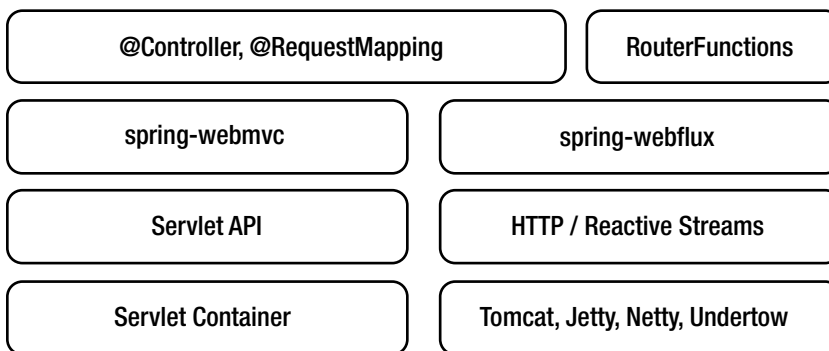 @Controller, @RequestMapping
RouterFunctions
spring-webmvc
spring-webflux
Servlet API
HTTP / Reactive Streams
Servlet Container
Tomcat, Jetty, Netty, Undertow